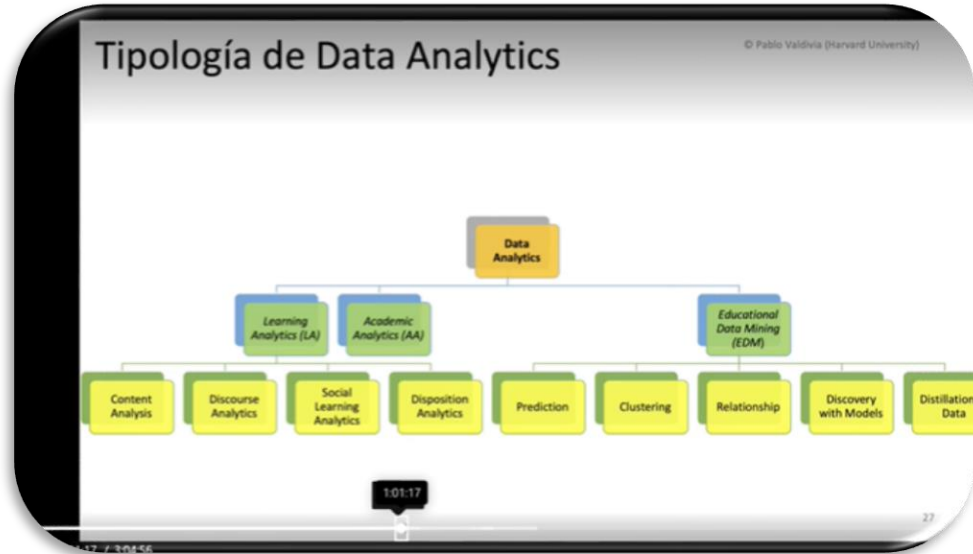 Tipología de Data Analytics
© Pablo Valdivia (Harvard University)
Data
Analytics
Learning
Analytics (LA)
Academic
Analytics (AA)
Educational
Data Mining
(EDM)
Content
Analysis
Discourse
Analytics
Social
Learning
Analytics
Disposition
Analytics
Prediction
Clustering
Relationship
Discovery
with Models
Distillation
Data
1:01:17
27
:17 / 3:04:56